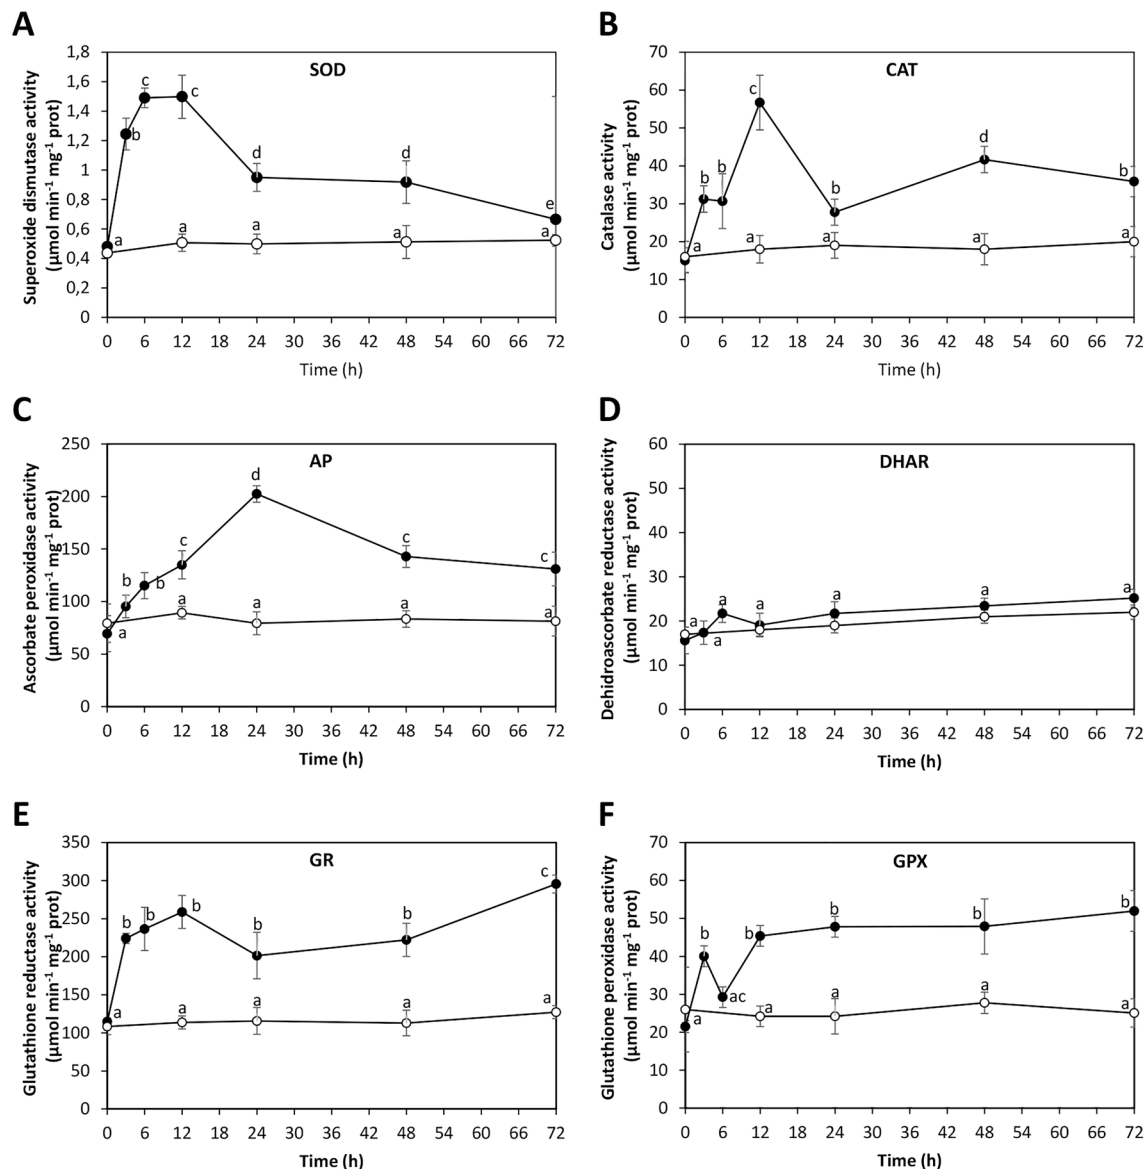 A
SOD
Superoxide dismutase activity
(µmol min-1 mg-1 prot)
1,8
1,6
1,4
1,2
1
0,8
0,6
0,4
0,2
0
c
c
b
d
d
e
a
a
a
a
a
0 6 12 18 24 30 36 42 48 54 60 66 72
Time (h)
B
CAT
Catalase activity
(µmol min-1 mg-1 prot)
70
60
50
40
30
20
10
0
c
b
b
b
d
b
a
a
a
a
a
0 6 12 18 24 30 36 42 48 54 60 66 72
Time (h)
C
AP
Ascorbate peroxidase activity
(µmol min-1 mg-1 prot)
250
200
150
100
50
0
d
c
b
b
c
c
a
a
a
a
a
0 6 12 18 24 30 36 42 48 54 60 66 72
Time (h)
D
DHAR
Dehidroascorbate reductase activity
(µmol min-1 mg-1 prot)
60
50
40
30
20
10
0
a
a
a
a
a
a
a
0 6 12 18 24 30 36 42 48 54 60 66 72
Time (h)
E
GR
Glutathione reductase activity
(µmol min-1 mg-1 prot)
350
300
250
200
150
100
50
0
b
b
b
b
b
c
a
a
a
a
a
0 6 12 18 24 30 36 42 48 54 60 66 72
Time (h)
F
GPX
Glutathione peroxidase activity
(µmol min-1 mg-1 prot)
70
60
50
40
30
20
10
0
b
b
b
b
b
ac
a
a
a
a
a
0 6 12 18 24 30 36 42 48 54 60 66 72
Time (h)